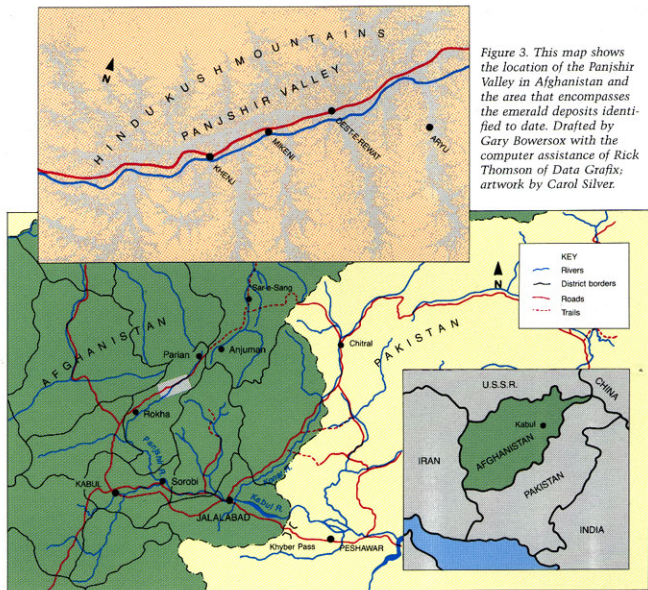 HINDU KUSH MOUNTAINS
PANJSHIR VALLEY
N
KHENJ
MIKENI
DEST-E-REWAT
ARYU
Figure 3. This map shows
the location of the Panjshir
Valley in Afghanistan and
the area that encompasses
the emerald deposits identi-
fied to date. Drafted by
Gary Bowersox with the
computer assistance of Rick
Thomson of Data Grafix;
artwork by Carol Silver.
KEY
Rivers
District borders
Roads
Trails
N
AFGHANISTAN
PAKISTAN
Sar-e-Sang
Chitral
Parian
Anjuman
Rokha
Panjshir R.
Konar R.
KABUL
Sorobi
JALALABAD
Kabul R.
Khyber Pass
PESHAWAR
U.S.S.R.
CHINA
Kabul
IRAN
AFGHANISTAN
PAKISTAN
INDIA